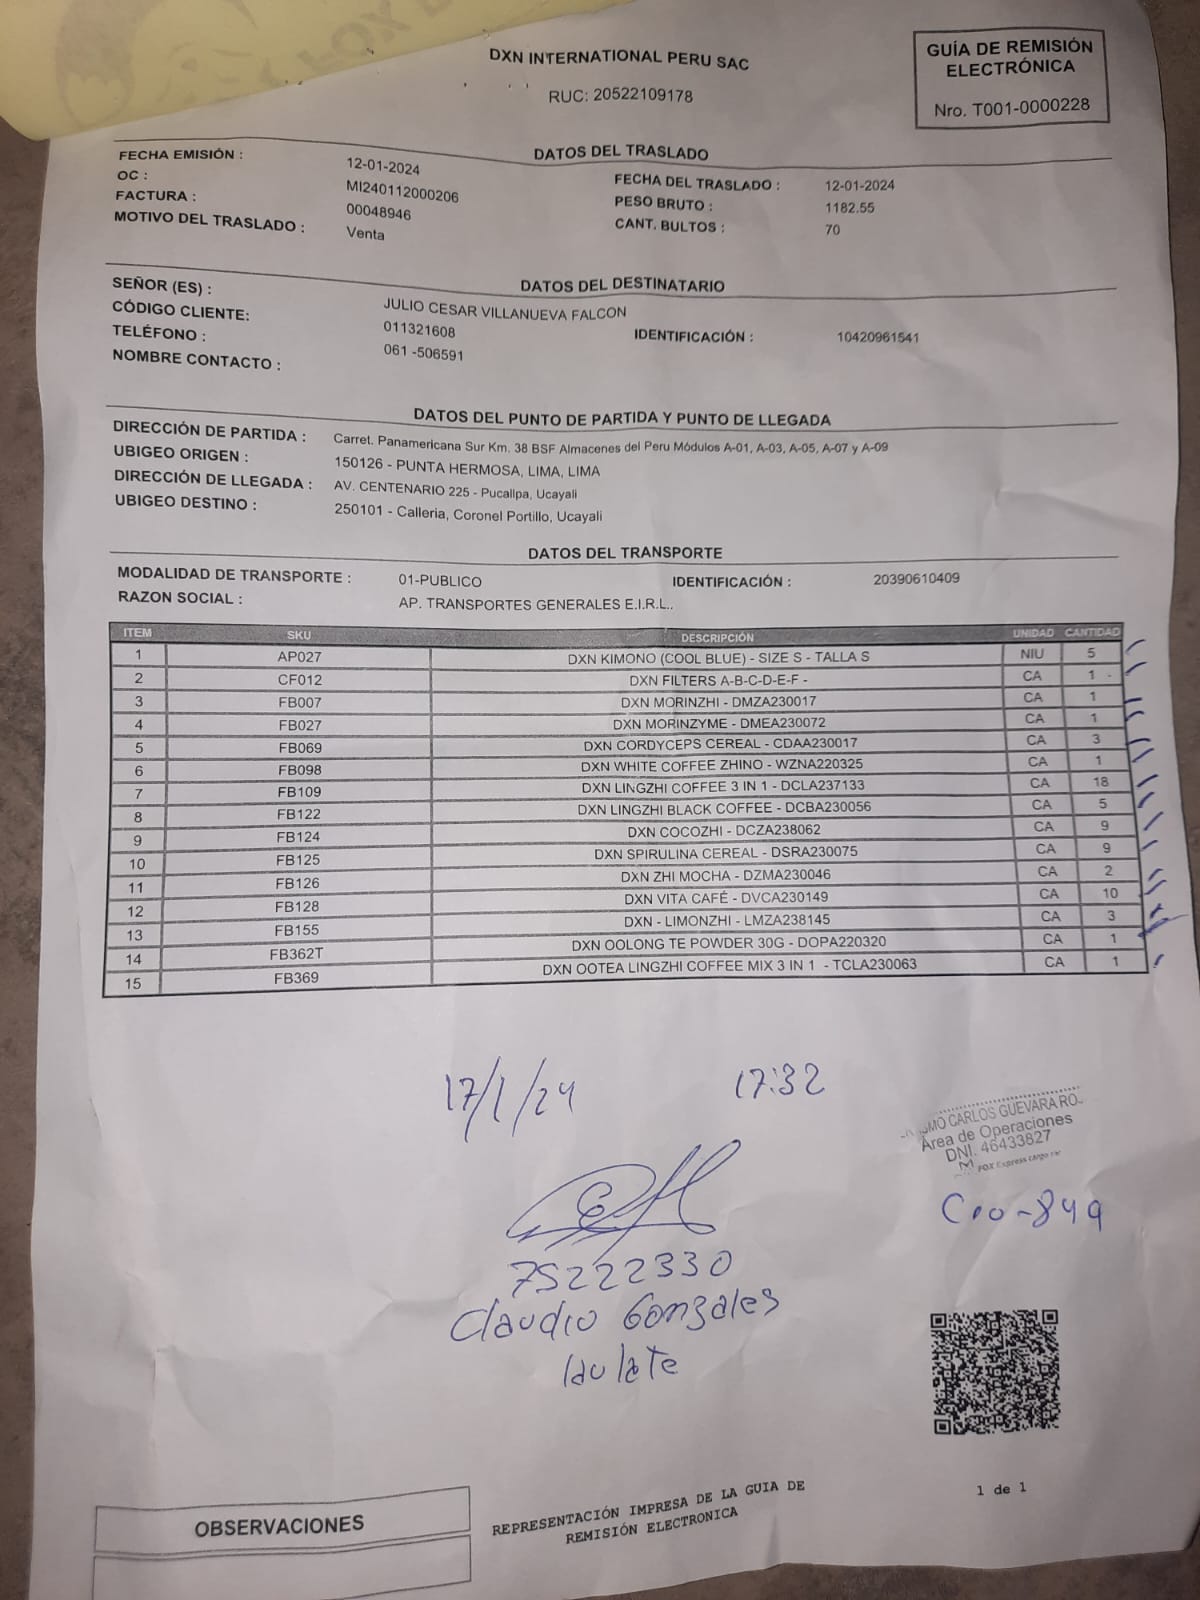 DXN INTERNATIONAL PERU SAC
RUC: 20522109178
GUÍA DE REMISIÓN
ELECTRÓNICA
Nro. T001-0000228
DATOS DEL TRASLADO
FECHA EMISIÓN : 12-01-2024
OC : MI240112000206
FACTURA : 00048946
MOTIVO DEL TRASLADO : Venta
FECHA DEL TRASLADO : 12-01-2024
PESO BRUTO : 1182.55
CANT. BULTOS : 70
DATOS DEL DESTINATARIO
SEÑOR (ES) : JULIO CESAR VILLANUEVA FALCON
CÓDIGO CLIENTE: 011321608 IDENTIFICACIÓN : 10420961541
TELÉFONO : 061 -506591
NOMBRE CONTACTO :
DATOS DEL PUNTO DE PARTIDA Y PUNTO DE LLEGADA
DIRECCIÓN DE PARTIDA : Carret. Panamericana Sur Km. 38 BSF Almacenes del Peru Módulos A-01, A-03, A-05, A-07 y A-09
UBIGEO ORIGEN : 150126 - PUNTA HERMOSA, LIMA, LIMA
DIRECCIÓN DE LLEGADA : AV. CENTENARIO 225 - Pucallpa, Ucayali
UBIGEO DESTINO : 250101 - Calleria, Coronel Portillo, Ucayali
DATOS DEL TRANSPORTE
MODALIDAD DE TRANSPORTE : 01-PUBLICO IDENTIFICACIÓN : 20390610409
RAZON SOCIAL : AP. TRANSPORTES GENERALES E.I.R.L..
ITEM SKU DESCRIPCIÓN UNIDAD CANTIDAD
1 AP027 DXN KIMONO (COOL BLUE) - SIZE S - TALLA S NIU 5
2 CF012 DXN FILTERS A-B-C-D-E-F - CA 1
3 FB007 DXN MORINZHI - DMZA230017 CA 1
4 FB027 DXN MORINZYME - DMEA230072 CA 1
5 FB069 DXN CORDYCEPS CEREAL - CDAA230017 CA 3
6 FB098 DXN WHITE COFFEE ZHINO - WZNA220325 CA 1
7 FB109 DXN LINGZHI COFFEE 3 IN 1 - DCLA237133 CA 18
8 FB122 DXN LINGZHI BLACK COFFEE - DCBA230056 CA 5
9 FB124 DXN COCOZHI - DCZA238062 CA 9
10 FB125 DXN SPIRULINA CEREAL - DSRA230075 CA 9
11 FB126 DXN ZHI MOCHA - DZMA230046 CA 2
12 FB128 DXN VITA CAFÉ - DVCA230149 CA 10
13 FB155 DXN - LIMONZHI - LMZA238145 CA 3
14 FB362T DXN OOLONG TE POWDER 30G - DOPA220320 CA 1
15 FB369 DXN OOTEA LINGZHI COFFEE MIX 3 IN 1 - TCLA230063 CA 1
17/1/24 17:32
CARLOS GUEVARA
Área de Operaciones
DNI. 46433827
FOX Express cargo
75222330
Claudio Gonzales
1 de 1
OBSERVACIONES
REPRESENTACIÓN IMPRESA DE LA GUIA DE
REMISIÓN ELECTRONICA